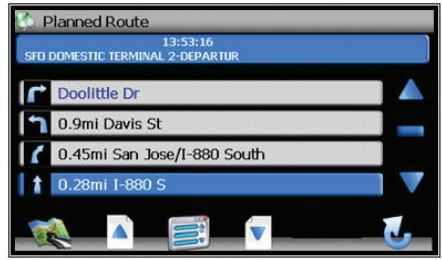 Planned Route
13:53:16
SFO DOMESTIC TERMINAL 2-DEPARTUR
Doolittle Dr
0.9mi Davis St
0.45mi San Jose/I-880 South
0.28mi I-880 S